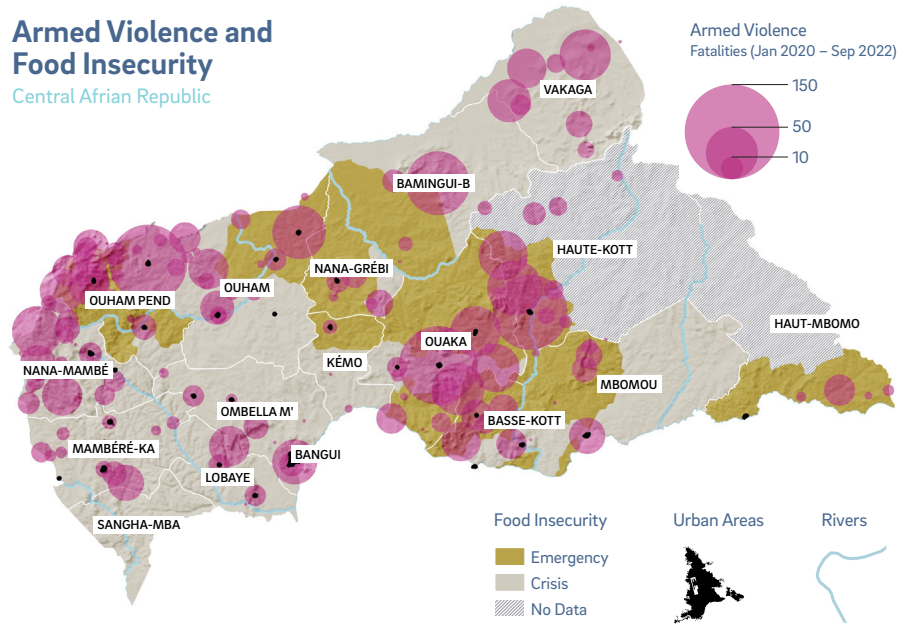 Armed Violence and
Food Insecurity
Central Afrian Republic
Armed Violence
Fatalities (Jan 2020 – Sep 2022)
150
50
10
VAKAGA
BAMINGUI-B
HAUTE-KOTT
NANA-GRÉBI
OUHAM
OUHAM PEND
HAUT-MBOMO
OUAKA
KÉMO
NANA-MAMBÉ
MBOMOU
OMBELLA M'
BASSE-KOTT
MAMBÉRÉ-KA
BANGUI
LOBAYE
SANGHA-MBA
Food Insecurity
Emergency
Crisis
No Data
Urban Areas
Rivers